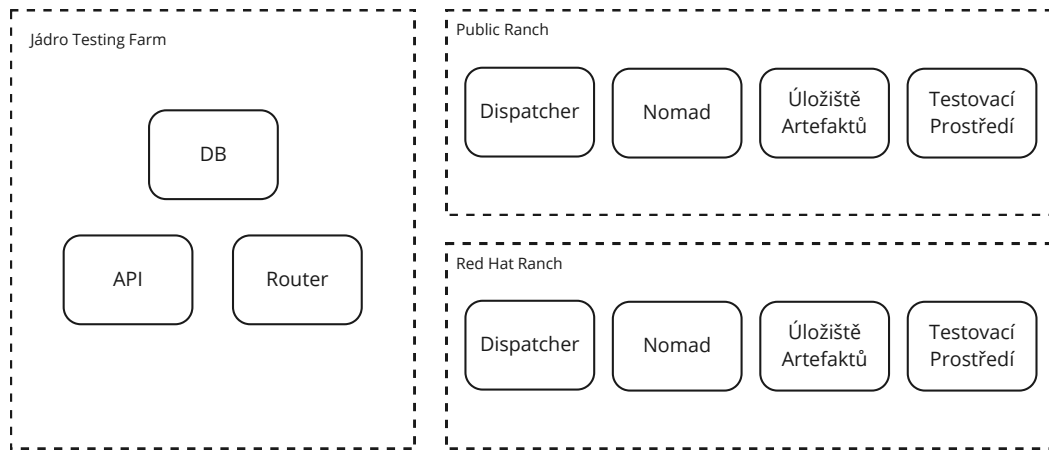 Jádro Testing Farm
DB
API
Router
Public Ranch
Dispatcher
Nomad
Úložiště
Artefaktů
Testovací
Prostředí
Red Hat Ranch
Dispatcher
Nomad
Úložiště
Artefaktů
Testovací
Prostředí